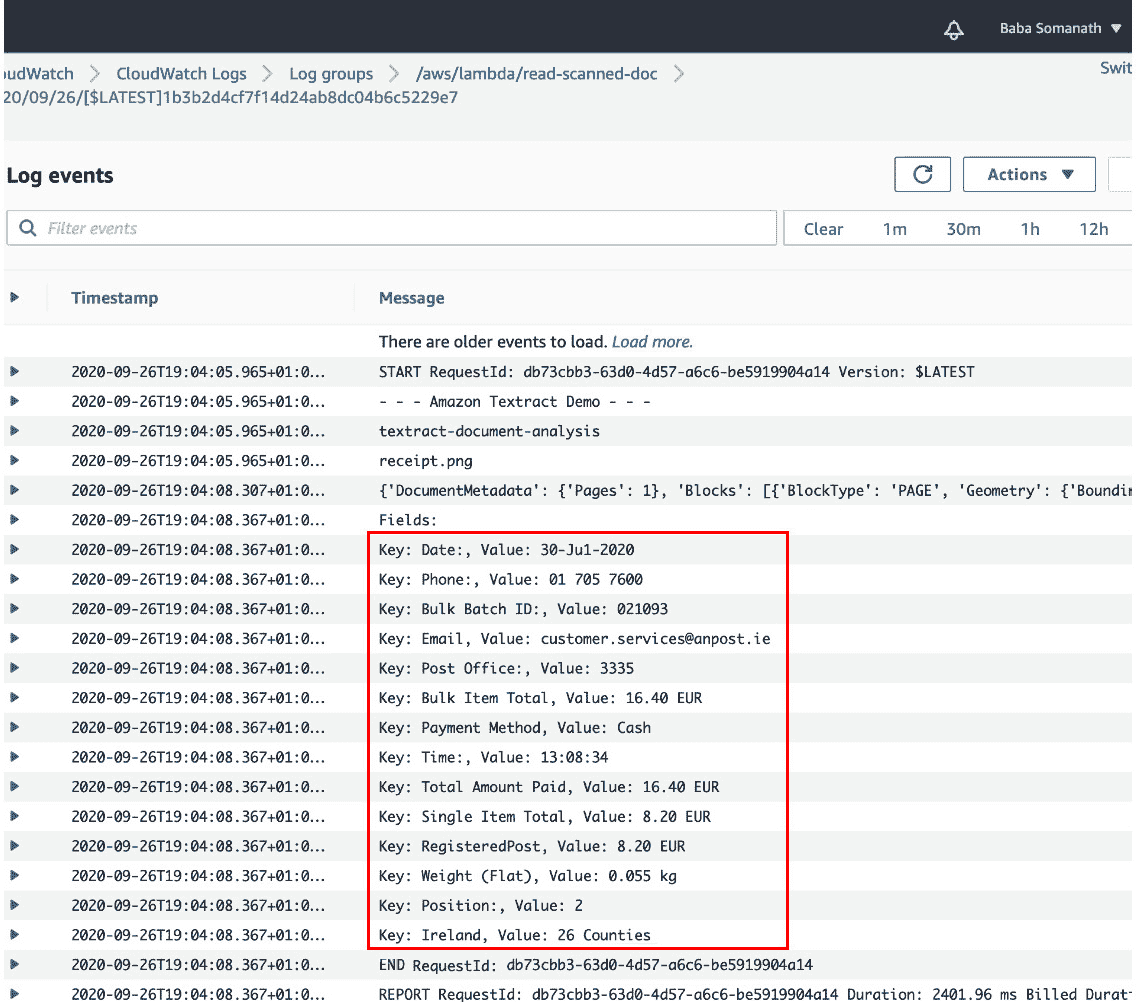 Baba Somanath
oudWatch CloudWatch Logs Log groups /aws/lambda/read-scanned-doc Swit
20/09/26/[$LATEST]1b3b2d4cf7f14d24ab8dc04b6c5229e7
Log events Actions
Filter events Clear 1m 30m 1h 12h
Timestamp Message
There are older events to load. Load more.
2020-09-26T19:04:05.965+01:0... START RequestId: db73cbb3-63d0-4d57-a6c6-be5919904a14 Version: $LATEST
2020-09-26T19:04:05.965+01:0... - - - Amazon Textract Demo - - -
2020-09-26T19:04:05.965+01:0... textract-document-analysis
2020-09-26T19:04:05.965+01:0... receipt.png
2020-09-26T19:04:08.307+01:0... {'DocumentMetadata': {'Pages': 1}, 'Blocks': [{'BlockType': 'PAGE', 'Geometry': {'Boundin
2020-09-26T19:04:08.367+01:0... Fields:
2020-09-26T19:04:08.367+01:0... Key: Date:, Value: 30-Ju1-2020
2020-09-26T19:04:08.367+01:0... Key: Phone:, Value: 01 705 7600
2020-09-26T19:04:08.367+01:0... Key: Bulk Batch ID:, Value: 021093
2020-09-26T19:04:08.367+01:0... Key: Email, Value: customer.services@anpost.ie
2020-09-26T19:04:08.367+01:0... Key: Post Office:, Value: 3335
2020-09-26T19:04:08.367+01:0... Key: Bulk Item Total, Value: 16.40 EUR
2020-09-26T19:04:08.367+01:0... Key: Payment Method, Value: Cash
2020-09-26T19:04:08.367+01:0... Key: Time:, Value: 13:08:34
2020-09-26T19:04:08.367+01:0... Key: Total Amount Paid, Value: 16.40 EUR
2020-09-26T19:04:08.367+01:0... Key: Single Item Total, Value: 8.20 EUR
2020-09-26T19:04:08.367+01:0... Key: RegisteredPost, Value: 8.20 EUR
2020-09-26T19:04:08.367+01:0... Key: Weight (Flat), Value: 0.055 kg
2020-09-26T19:04:08.367+01:0... Key: Position:, Value: 2
2020-09-26T19:04:08.367+01:0... Key: Ireland, Value: 26 Counties
2020-09-26T19:04:08.367+01:0... END RequestId: db73cbb3-63d0-4d57-a6c6-be5919904a14
2020-09-26T19:04:08.367+01:0... REPORT RequestId: db73cbb3-63d0-4d57-a6c6-be5919904a14 Duration: 2401.96 ms Billed Durat